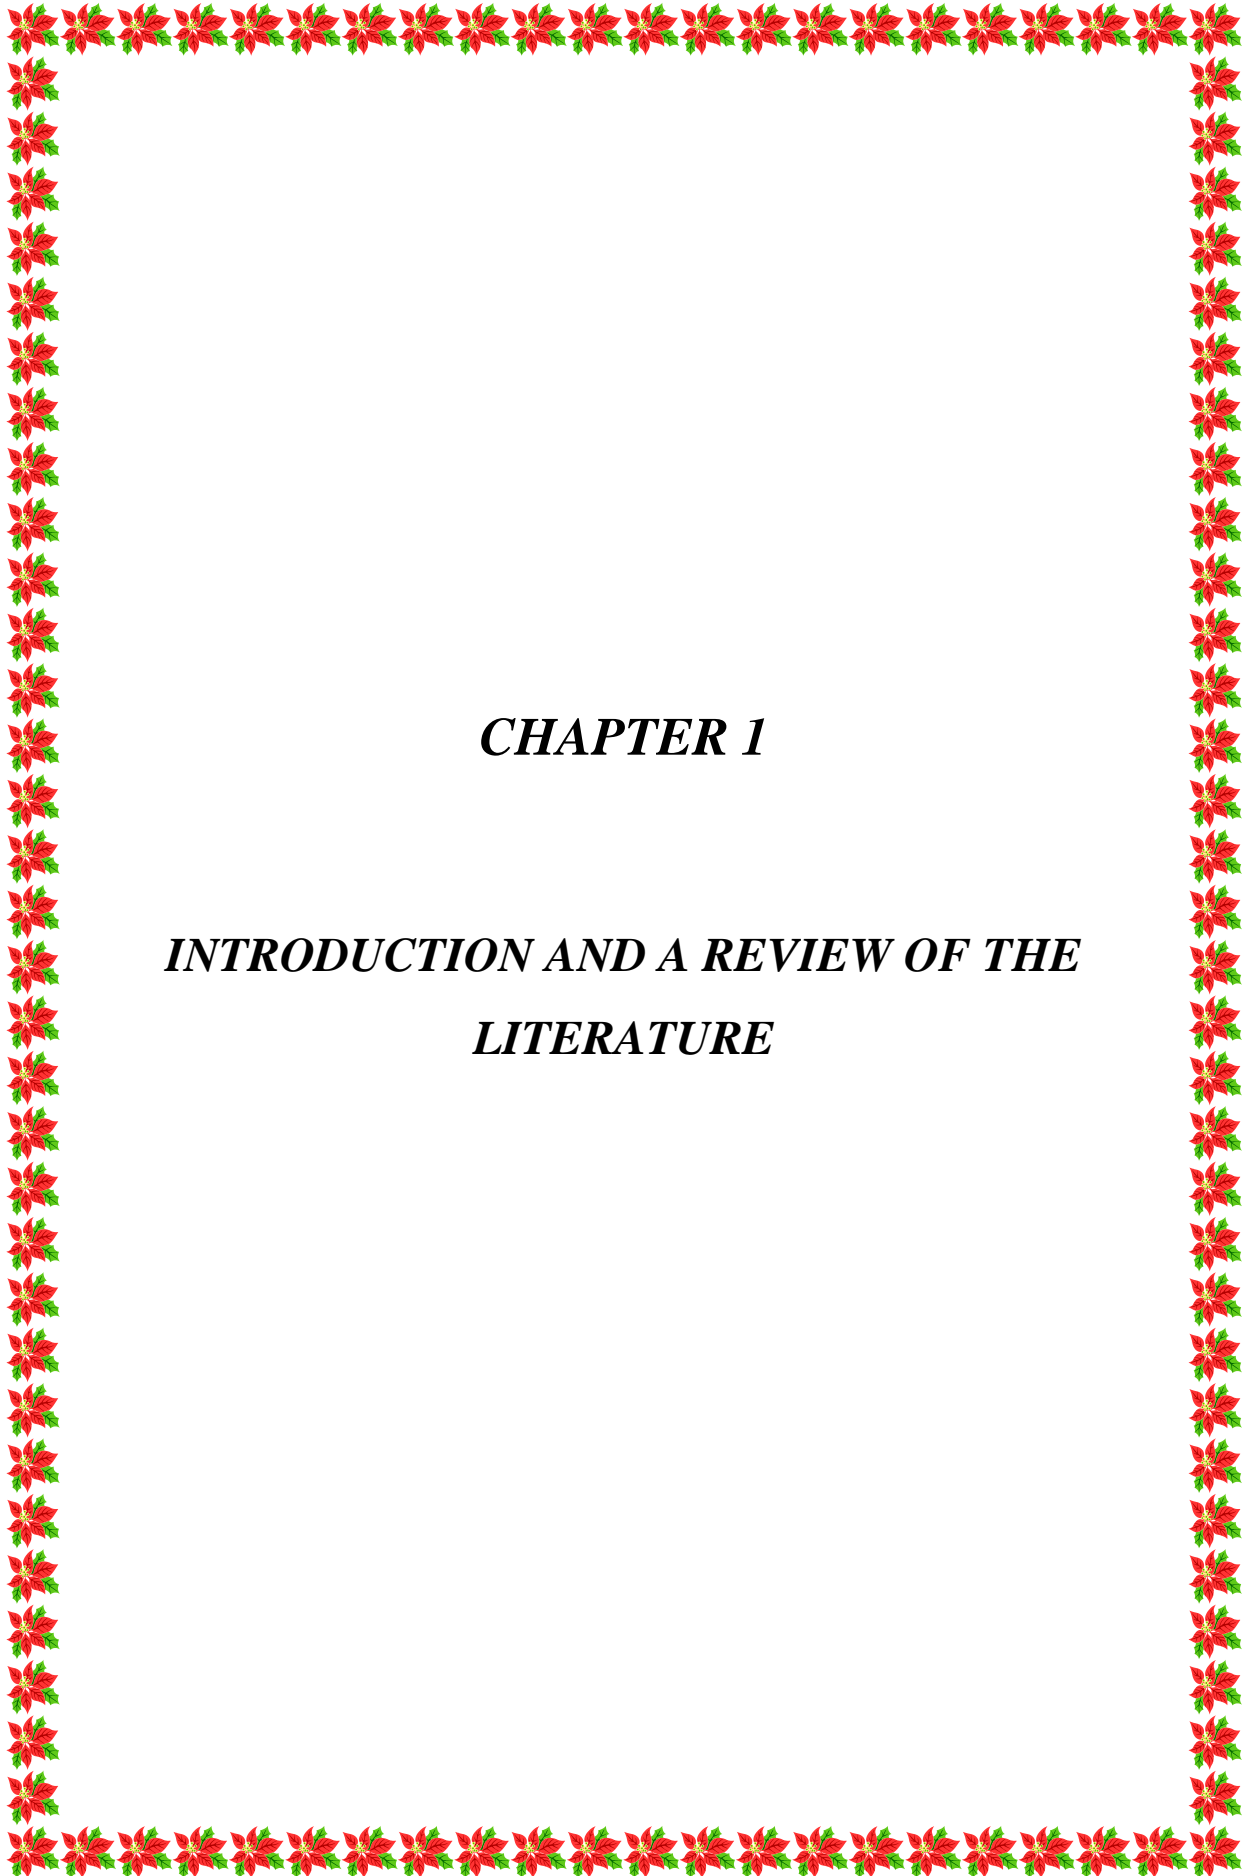 CHAPTER 1
INTRODUCTION AND A REVIEW OF THE
LITERATURE